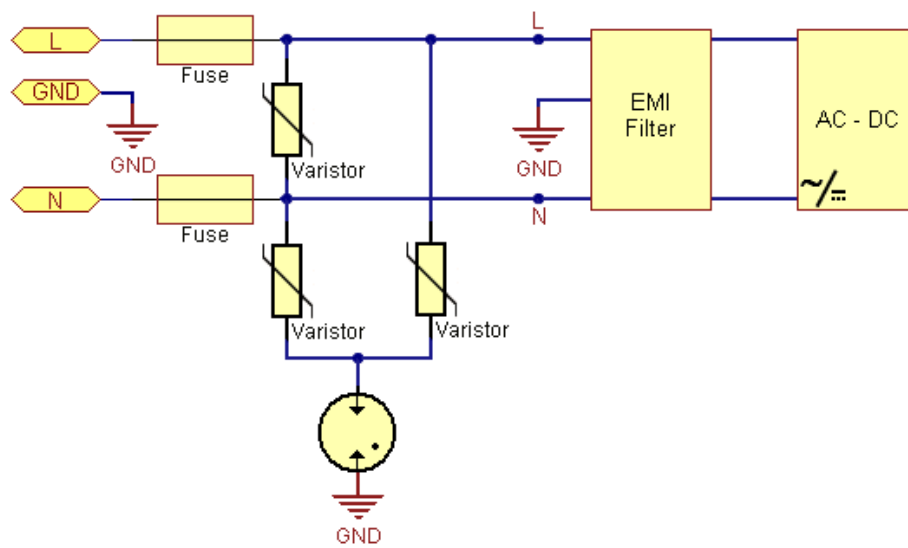 L
Fuse
L
GND
GND
Varistor
EMI
Filter
AC - DC
GND
N
Fuse
N
Varistor
Varistor
GND